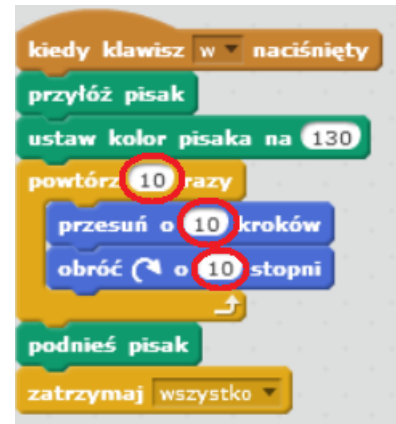 kiedy klawisz w naciśnięty
przyłóż pisak
ustaw kolor pisaka na 130
powtórz 10 razy
przesuń o 10 kroków
obróć o 10 stopni
podnieś pisak
zatrzymaj wszystko